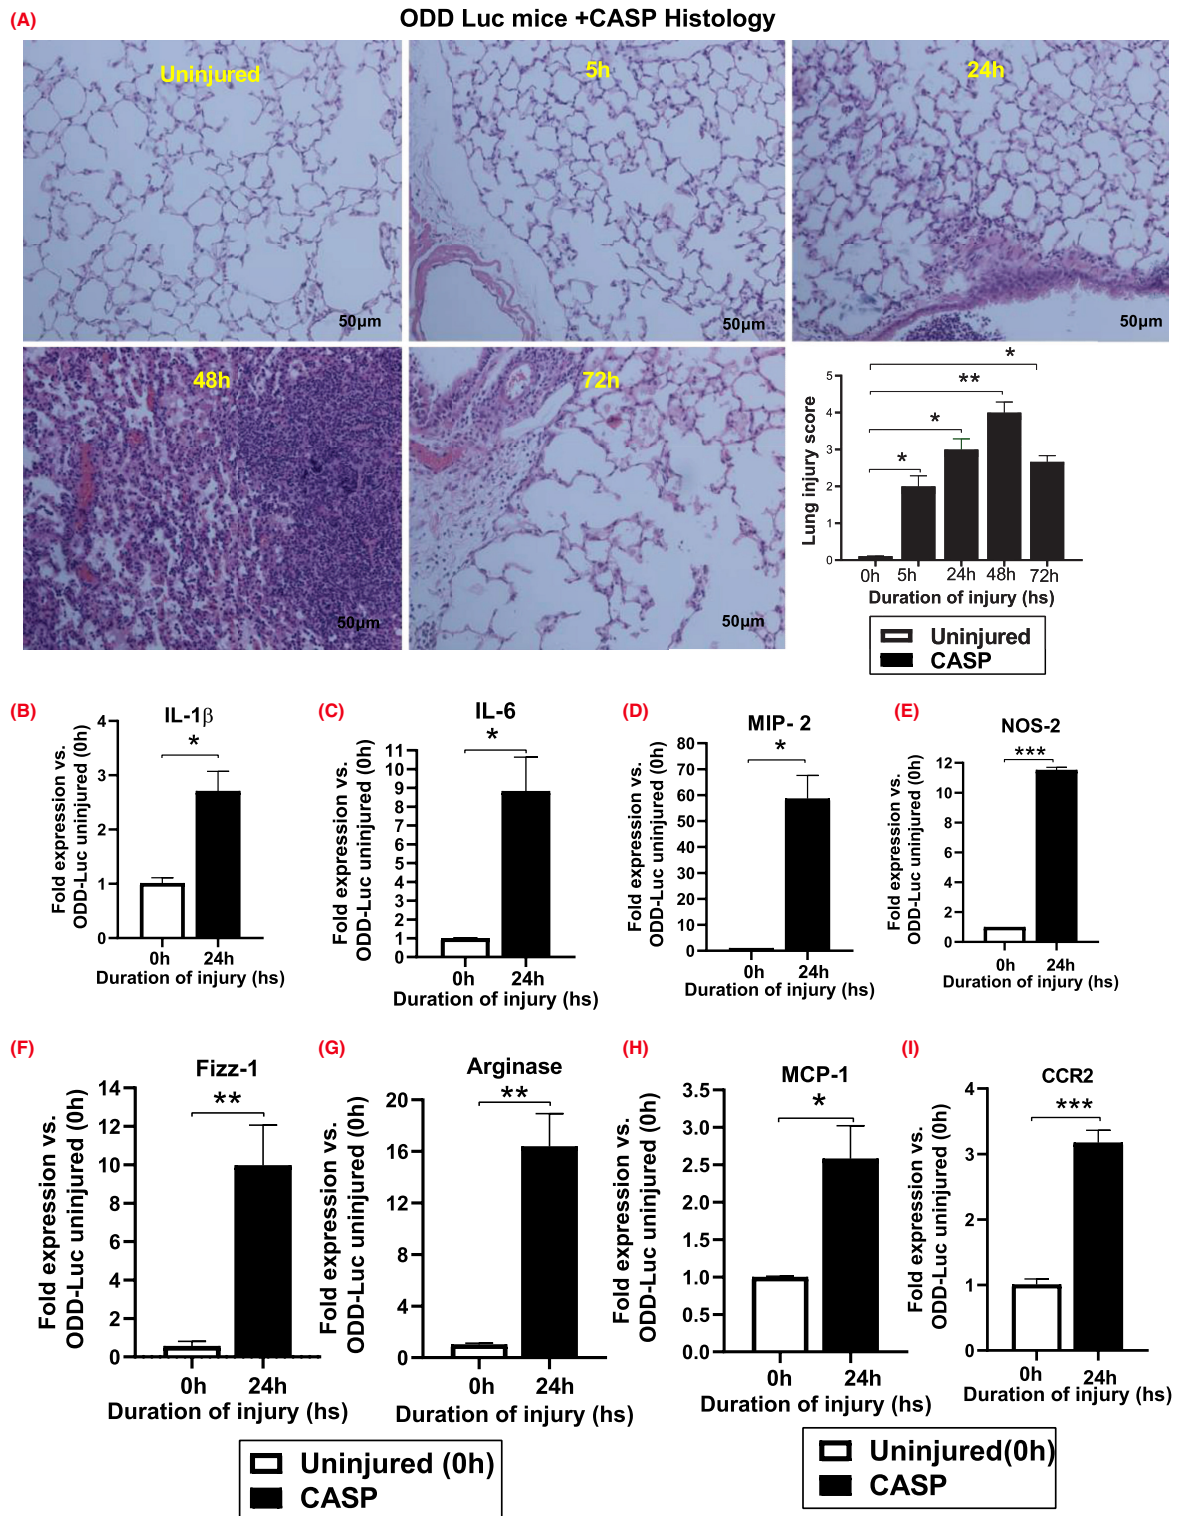 (A)
ODD Luc mice +CASP Histology
Uninjured
5h
24h
50µm
50µm
50µm
48h
72h
50µm
50µm
Lung injury score
5
4
3
2
1
0
*
**
*
*
0h 5h 24h 48h 72h
Duration of injury (hs)
Uninjured
CASP
(B)
IL-1β
Fold expression vs.
ODD-Luc uninjured (0h)
4
3
2
1
0
*
0h 24h
Duration of injury (hs)
(C)
IL-6
Fold expression vs.
ODD-Luc uninjured (0h)
11
10
9
8
7
6
5
4
3
2
1
0
*
0h 24h
Duration of injury (hs)
(D)
MIP- 2
Fold expression vs.
ODD-Luc uninjured (0h)
80
70
60
50
40
30
20
10
0
*
0h 24h
Duration of injury (hs)
(E)
NOS-2
Fold expression vs.
ODD-Luc uninjured (0h)
12
10
8
6
4
2
0
***
0h 24h
Duration of injury (hs)
(F)
Fizz-1
Fold expression vs.
ODD-Luc uninjured (0h)
14
12
10
8
6
4
2
0
**
0h 24h
Duration of injury (hs)
(G)
Arginase
Fold expression vs.
ODD-Luc uninjured (0h)
20
16
12
8
4
0
**
0h 24h
Duration of injury (hs)
Uninjured (0h)
CASP
(H)
MCP-1
Fold expression vs.
ODD-Luc uninjured (0h)
3.5
3.0
2.5
2.0
1.5
1.0
0.5
0.0
*
0h 24h
Duration of injury (hs)
(I)
CCR2
Fold expression vs.
ODD-Luc uninjured (0h)
4
3
2
1
0
***
0h 24h
Duration of injury (hs)
Uninjured(0h)
CASP